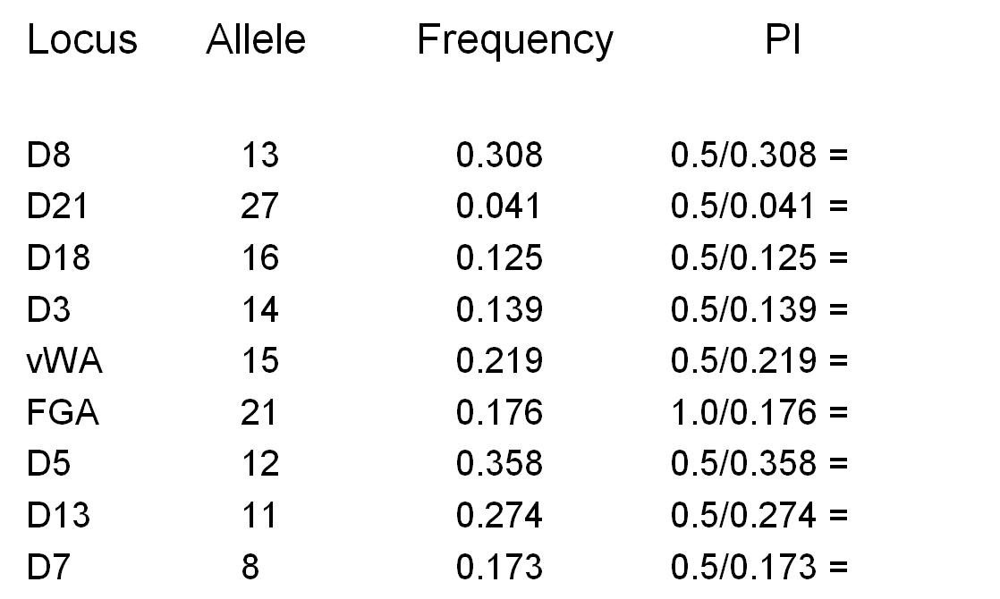 Locus Allele Frequency PI
D8 13 0.308 0.5/0.308 =
D21 27 0.041 0.5/0.041 =
D18 16 0.125 0.5/0.125 =
D3 14 0.139 0.5/0.139 =
vWA 15 0.219 0.5/0.219 =
FGA 21 0.176 1.0/0.176 =
D5 12 0.358 0.5/0.358 =
D13 11 0.274 0.5/0.274 =
D7 8 0.173 0.5/0.173 =